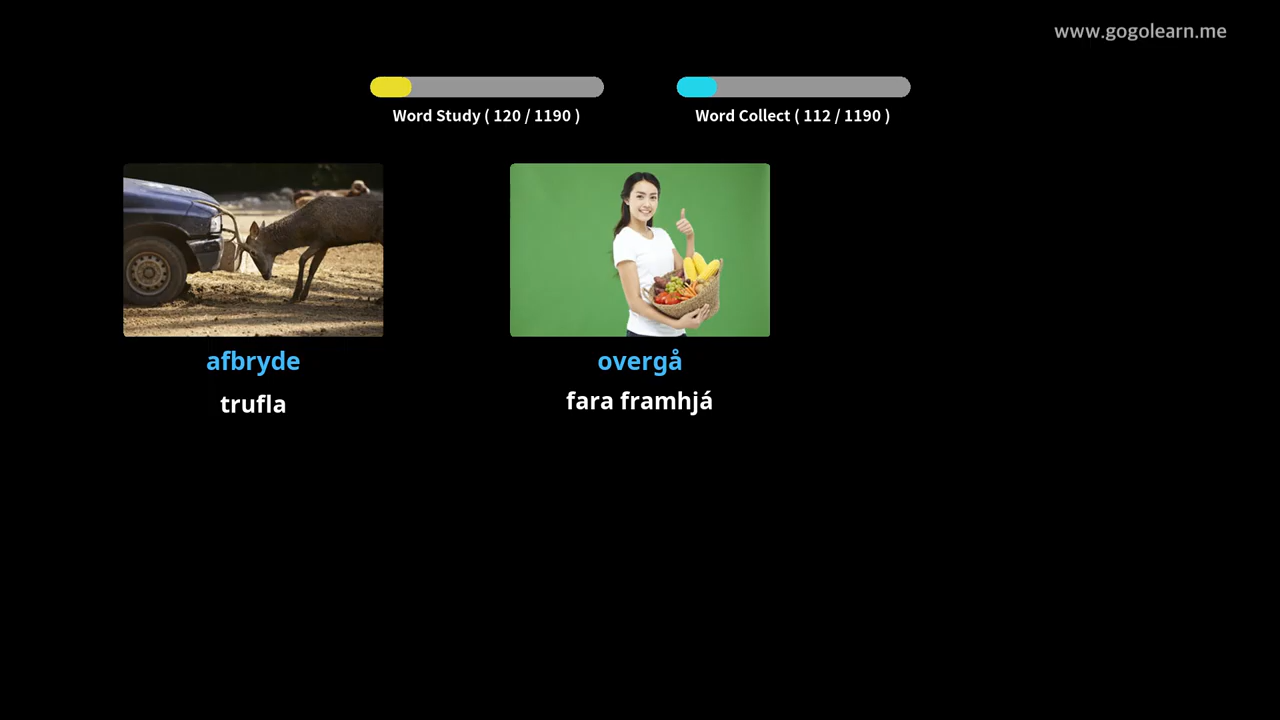 www.gogolearn.me
Word Study ( 120 / 1190 )
Word Collect ( 112 / 1190 )
afbryde
trufla
overgå
fara framhjá